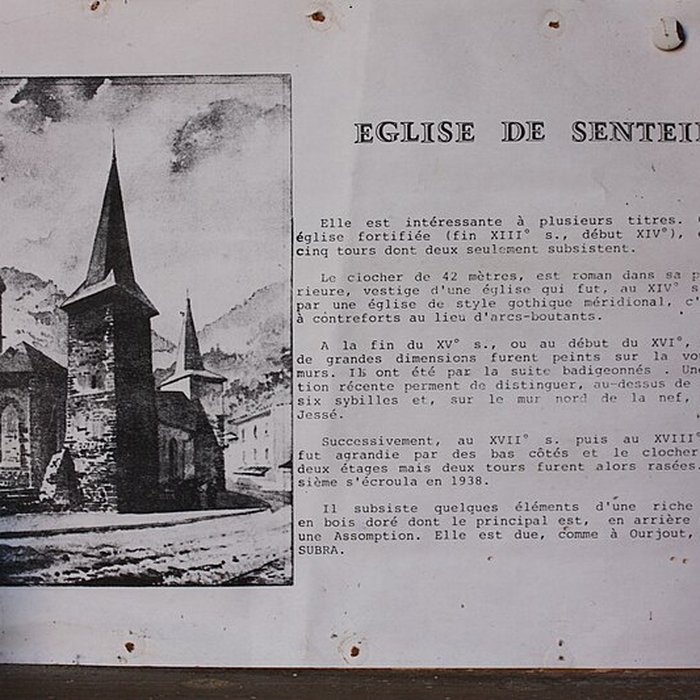 EGLISE DE SENTEI
Elle est intéressante à plusieurs titres.
église fortifiée (fin XIII° s., début XIV°),
cinq tours dont deux seulement subsistent.
Le clocher de 42 mètres, est roman dans sa
rieure, vestige d'une église qui fut, au XIV° s
par une église de style gothique méridional, c'
à contreforts au lieu d'arcs-boutants.
A la fin du XV° s., ou au début du XVI°,
de grandes dimensions furent peints sur la vo
murs. Ils ont été par la suite badigeonnés . Une
tion récente perment de distinguer, au-dessus de
six sybilles et, sur le mur nord de la nef,
Jessé.
Successivement, au XVII° s. puis au XVIII°
fut agrandie par des bas côtés et le clocher
deux étages mais deux tours furent alors rasées.
sième s'écroula en 1938.
Il subsiste quelques éléments d'une riche
en bois doré dont le principal est, en arrière
une Assomption. Elle est due, comme à Ourjout,
SUBRA.